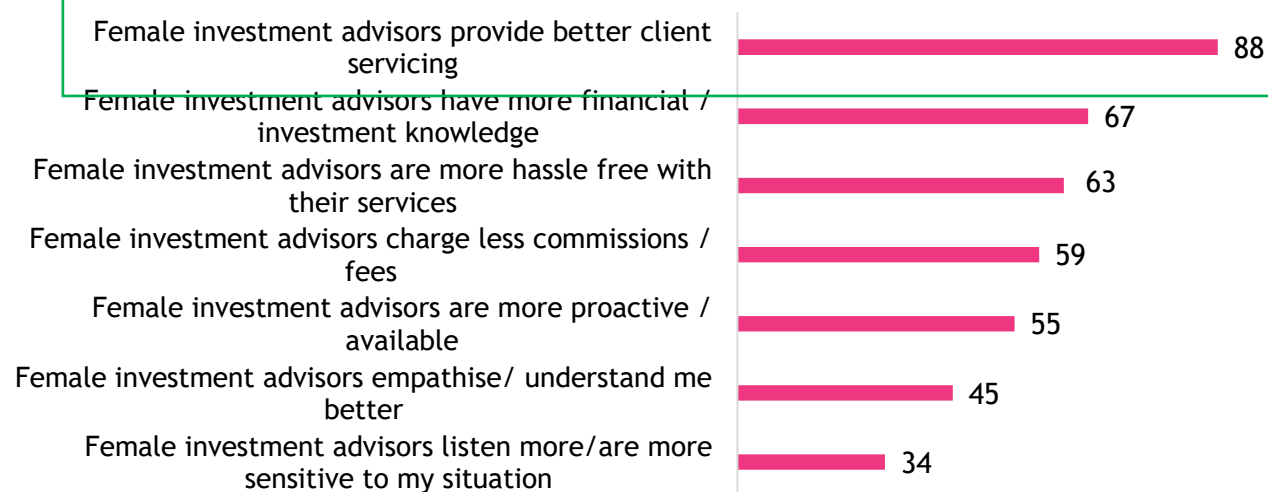 Female investment advisors provide better client
servicing
88
Female investment advisors have more financial /
investment knowledge
67
Female investment advisors are more hassle free with
their services
63
Female investment advisors charge less commissions /
fees
59
Female investment advisors are more proactive /
available
55
Female investment advisors empathise/ understand me
better
45
Female investment advisors listen more/are more
sensitive to my situation
34